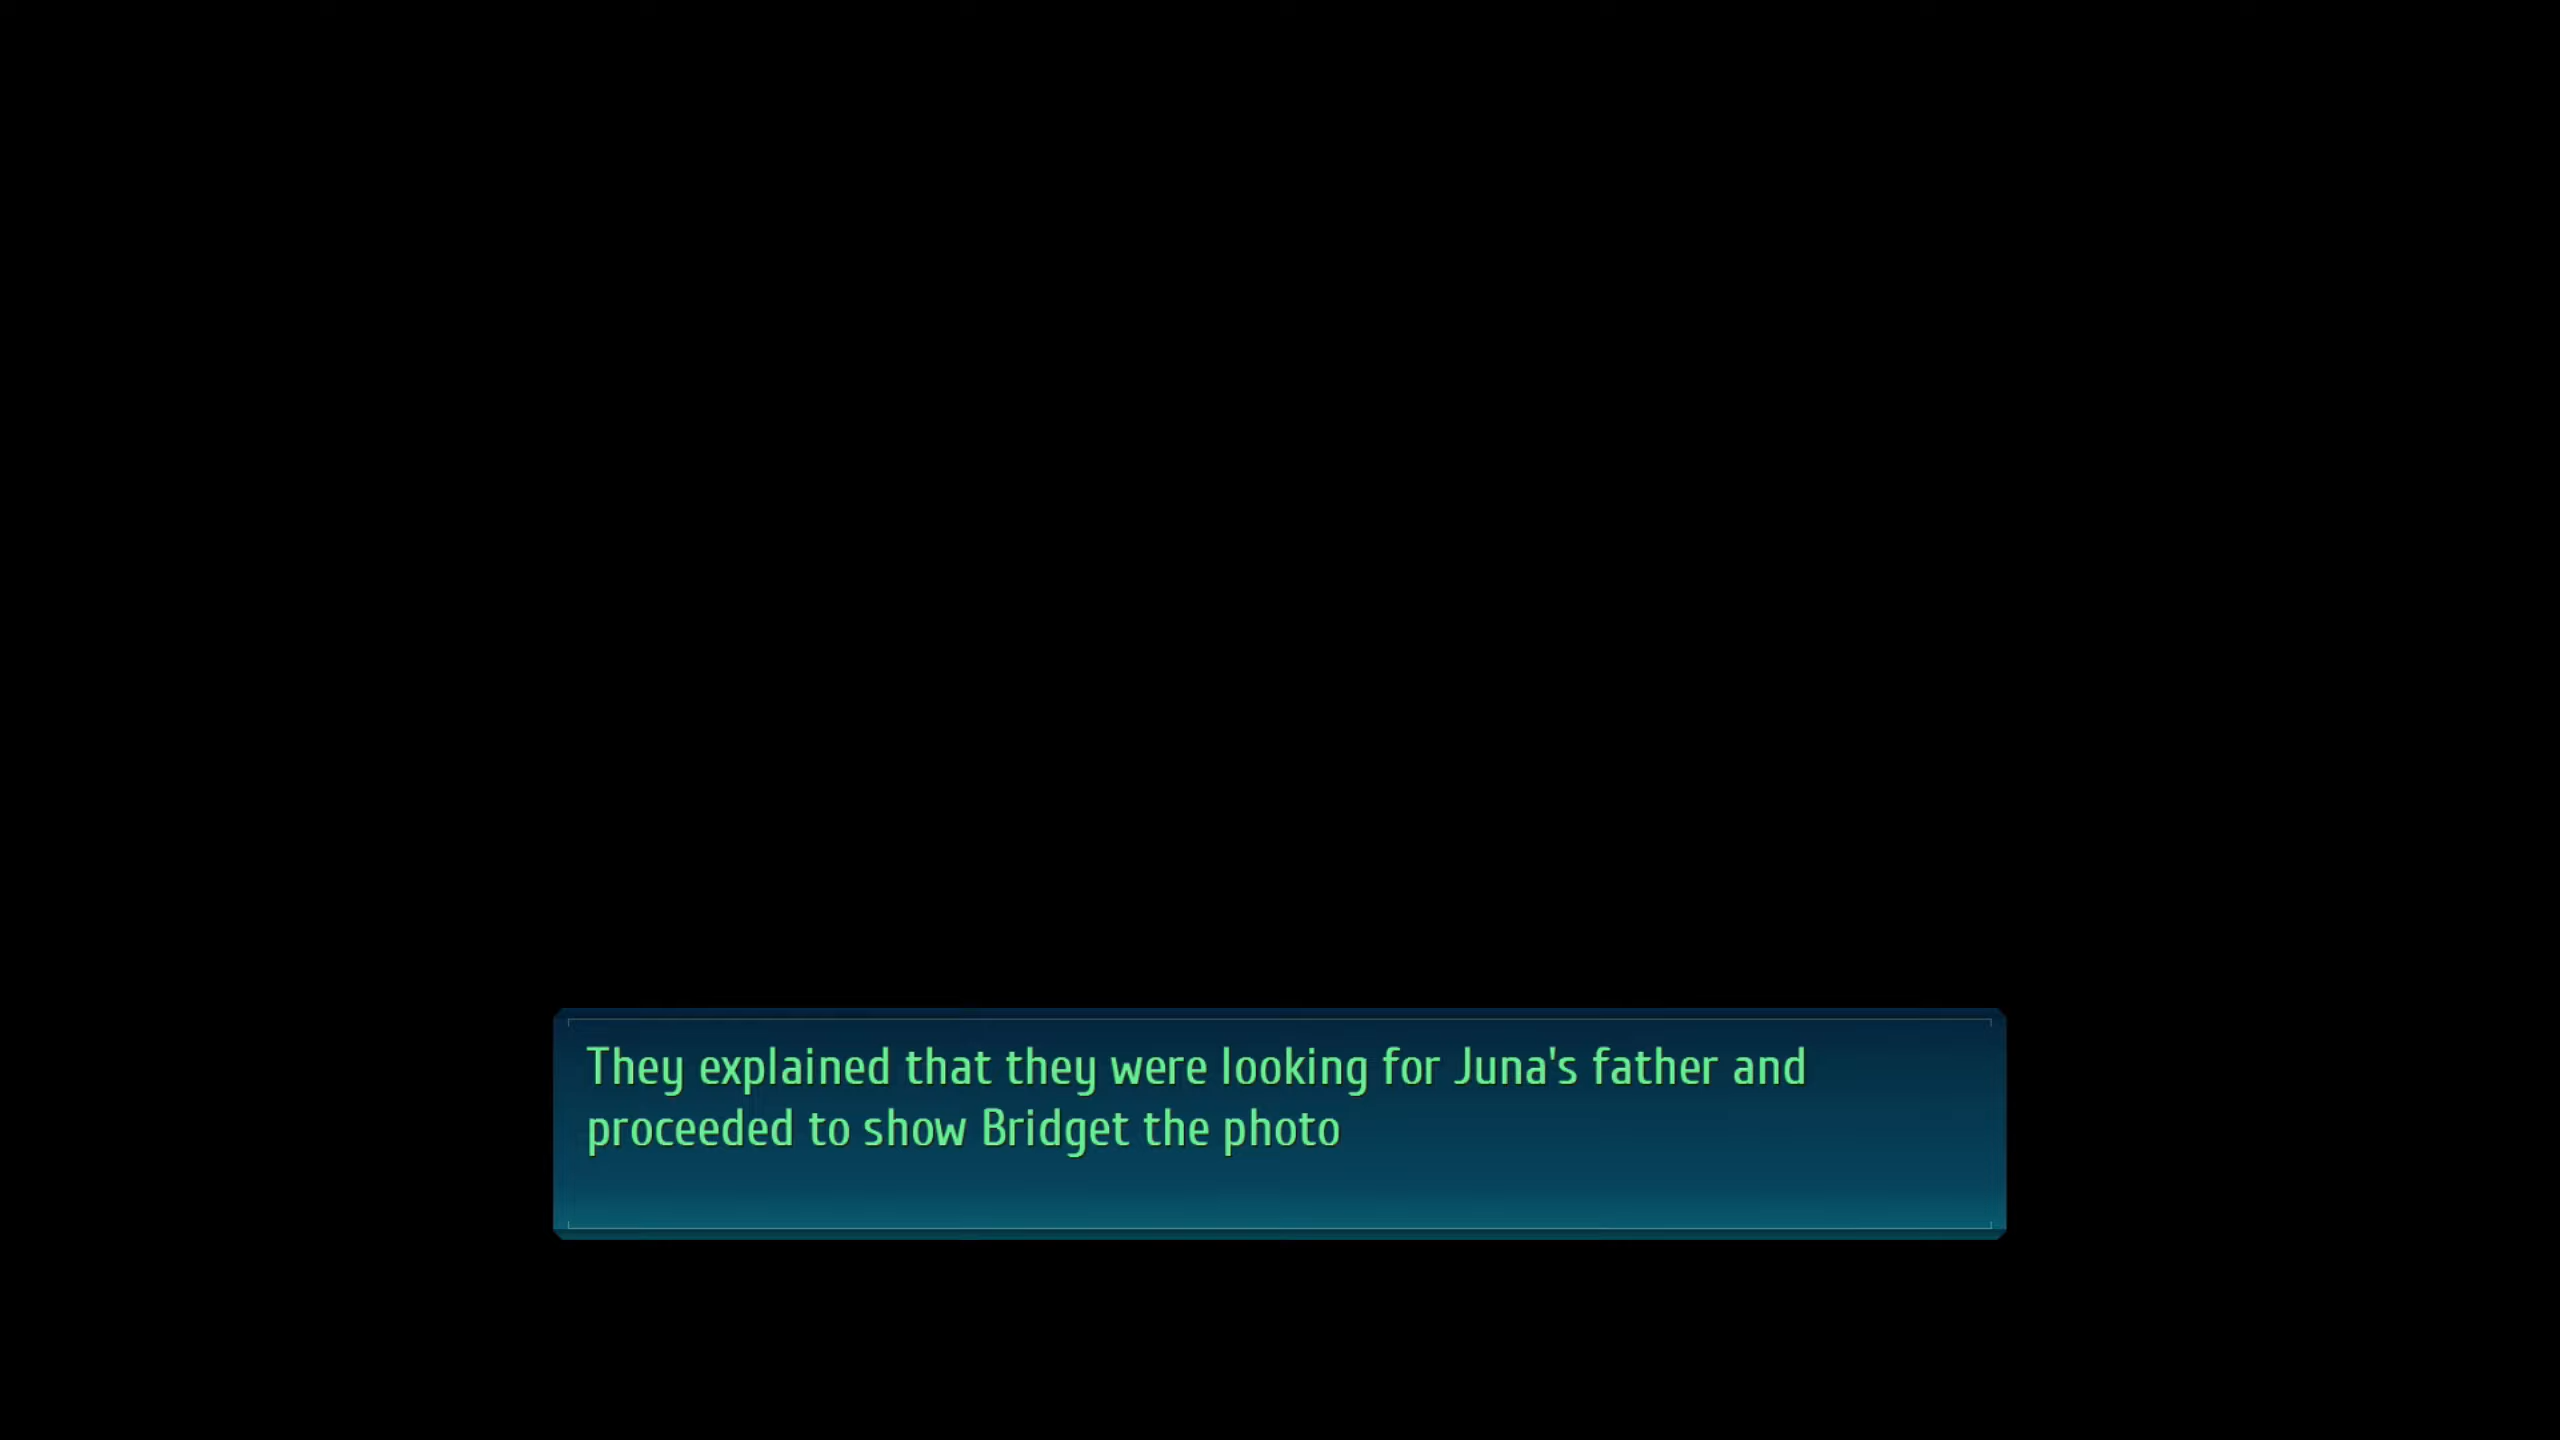 They explained that they were looking for Juna's father and
proceeded to show Bridget the photo